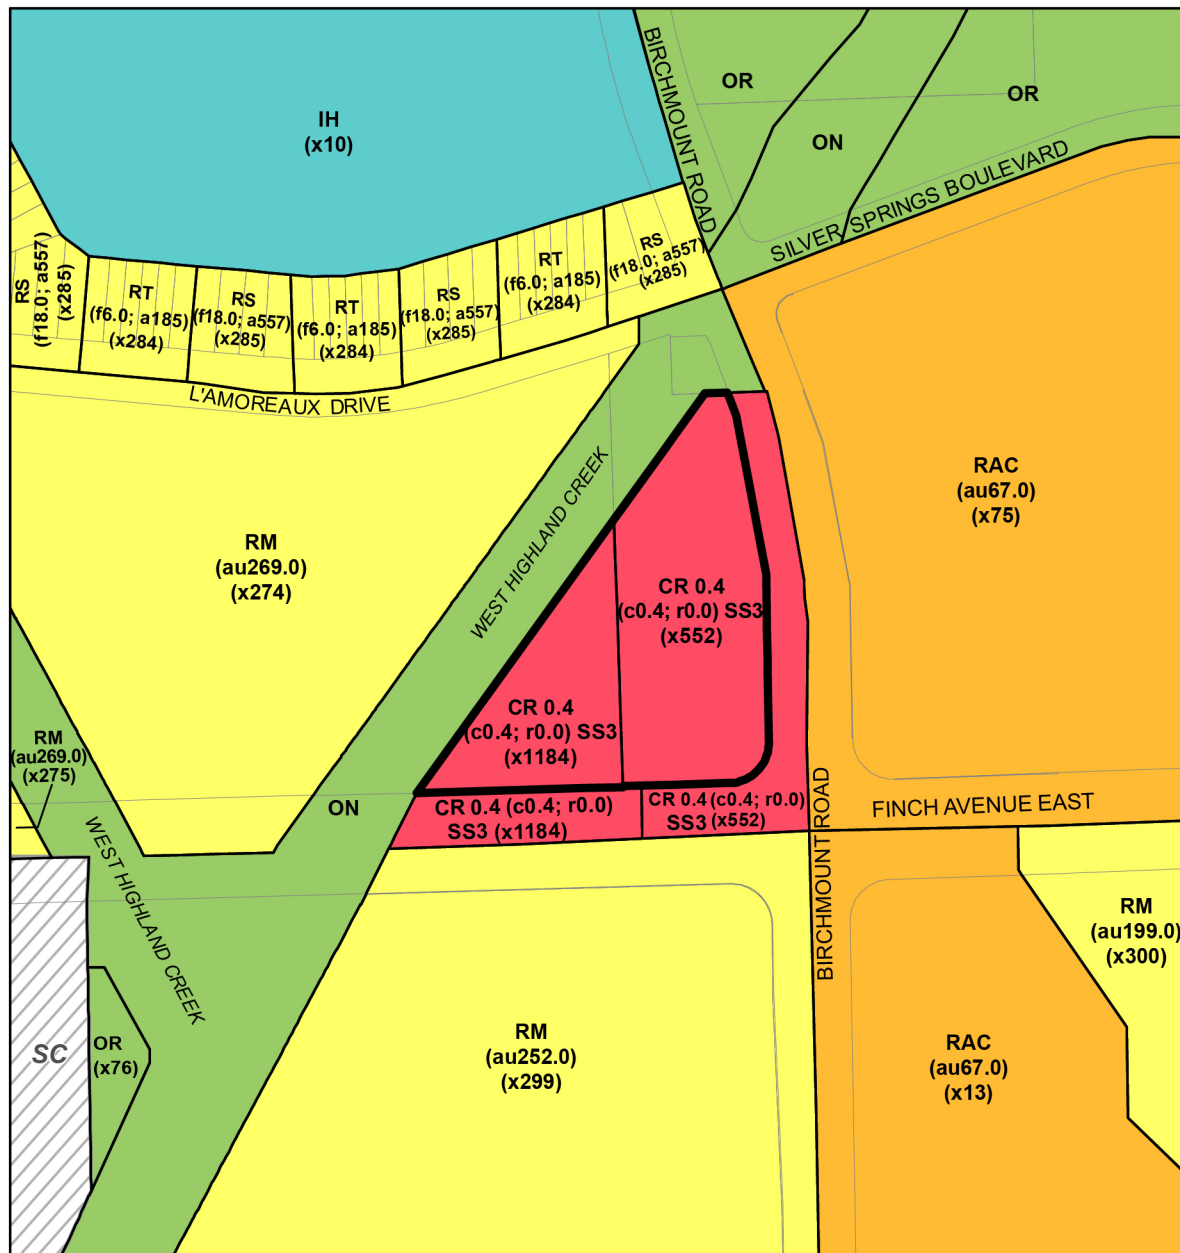 BIRCHMOUNT ROAD
OR
OR
ON
IH
(x10)
SILVER SPRINGS BOULEVARD
RS
(f18.0; a557)
(x285)
RT
(f6.0; a185)
(x284)
RS
(f18.0; a557)
(x285)
RT
(f6.0; a185)
(x284)
RS
(f18.0; a557)
(x285)
RT
(f6.0; a185)
(x284)
RS
(f18.0; a557)
(x285)
L'AMOREAUX DRIVE
WEST HIGHLAND CREEK
RAC
(au67.0)
(x75)
RM
(au269.0)
(x274)
CR 0.4
(c0.4; r0.0) SS3
(x552)
CR 0.4
(c0.4; r0.0) SS3
(x1184)
RM
(au269.0)
(x275)
ON
CR 0.4 (c0.4; r0.0)
SS3 (x1184)
CR 0.4 (c0.4; r0.0)
SS3 (x552)
BIRCHMOUNT ROAD
FINCH AVENUE EAST
WEST HIGHLAND CREEK
RM
(au199.0)
(x300)
SC
OR
(x76)
RM
(au252.0)
(x299)
RAC
(au67.0)
(x13)